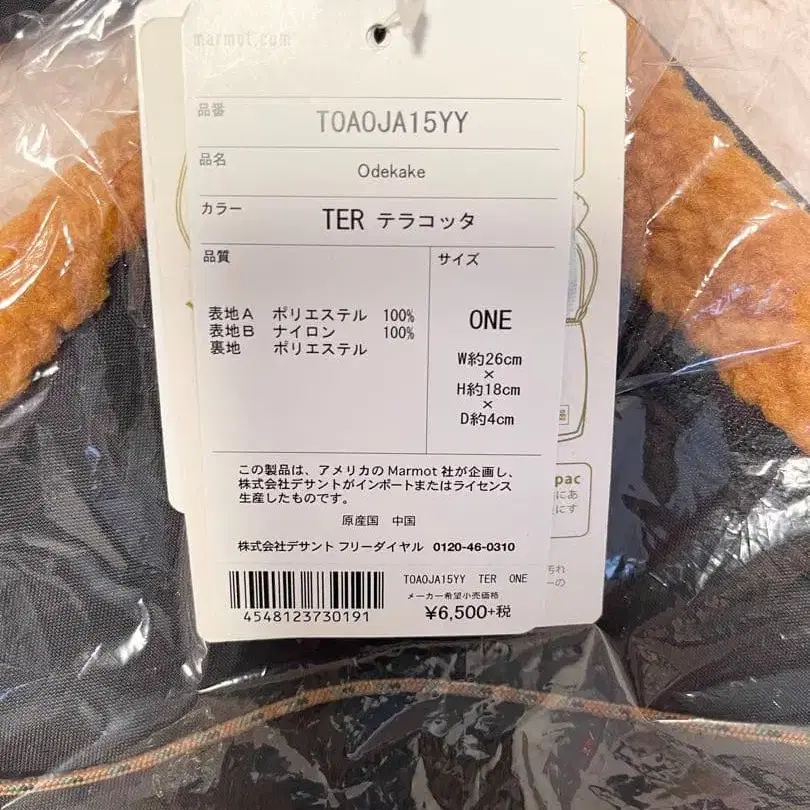 marmot.com
品番
TOAOJA15YY
品名
Odekake
カラー
TER テラコッタ
品質
表地A ポリエステル 100%
表地B ナイロン 100%
裏地 ポリエステル
サイズ
ONE
W約26cm
×
H約18cm
×
D約4cm
この製品は、アメリカのMarmot社が企画し、
株式会社デサントがインポートまたはライセンス
生産したものです。
原産国 中国
株式会社デサント フリーダイヤル 0120-46-0310
4548123730191
TOAOJA15YY TER ONE
メーカー希望小売価格
¥6,500+税
pac
にあ
にす
汚れ
ーの